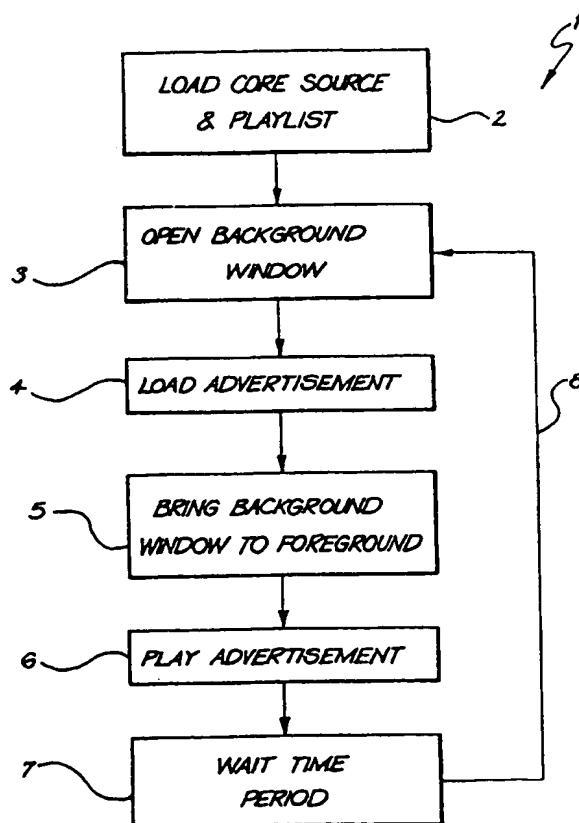 1
LOAD CORE SOURCE
& PLAYLIST
2
OPEN BACKGROUND
WINDOW
3
4
LOAD ADVERTISEMENT
8
5
BRING BACKGROUND
WINDOW TO FOREGROUND
6
PLAY ADVERTISEMENT
7
WAIT TIME
PERIOD